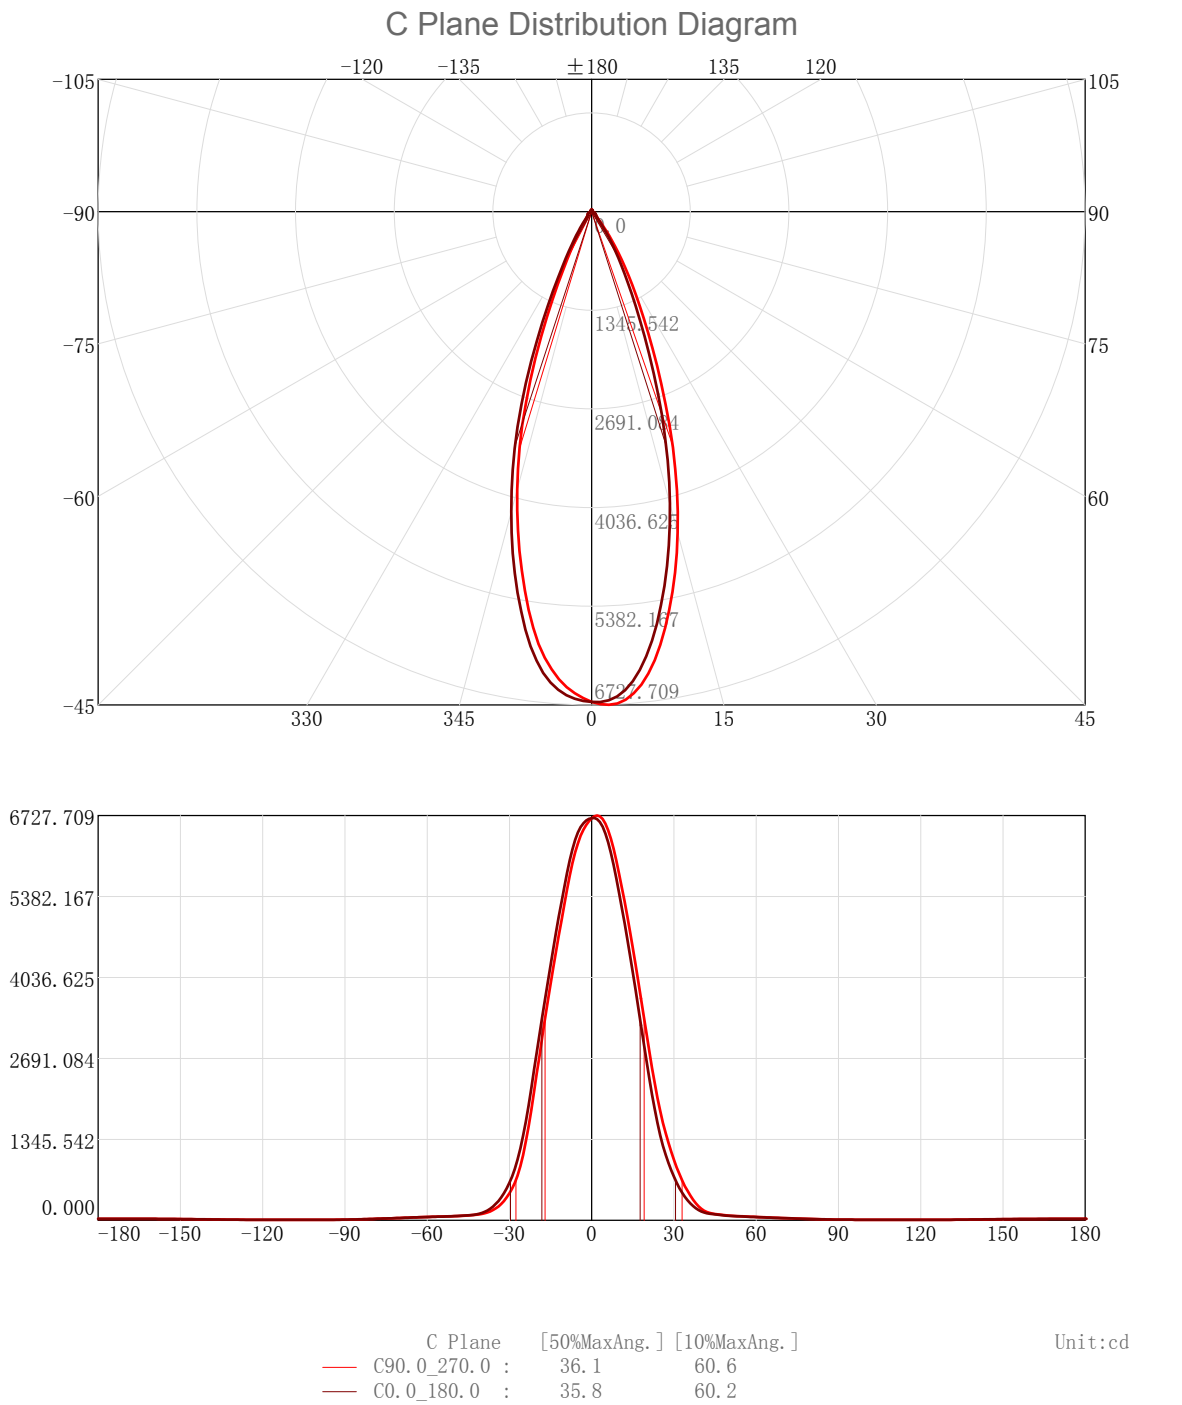 C Plane Distribution Diagram
-120 -135 ±180 135 120
-105 105
-90 90
0.0
1345.542
-75 75
2691.084
-60 60
4036.625
5382.167
6727.709
-45
330 345 0 15 30 45
6727.709
5382.167
4036.625
2691.084
1345.542
0.000
-180 -150 -120 -90 -60 -30 0 30 60 90 120 150 180
C Plane [50%MaxAng.] [10%MaxAng.] Unit:cd
C90.0_270.0 : 36.1 60.6
C0.0_180.0 : 35.8 60.2